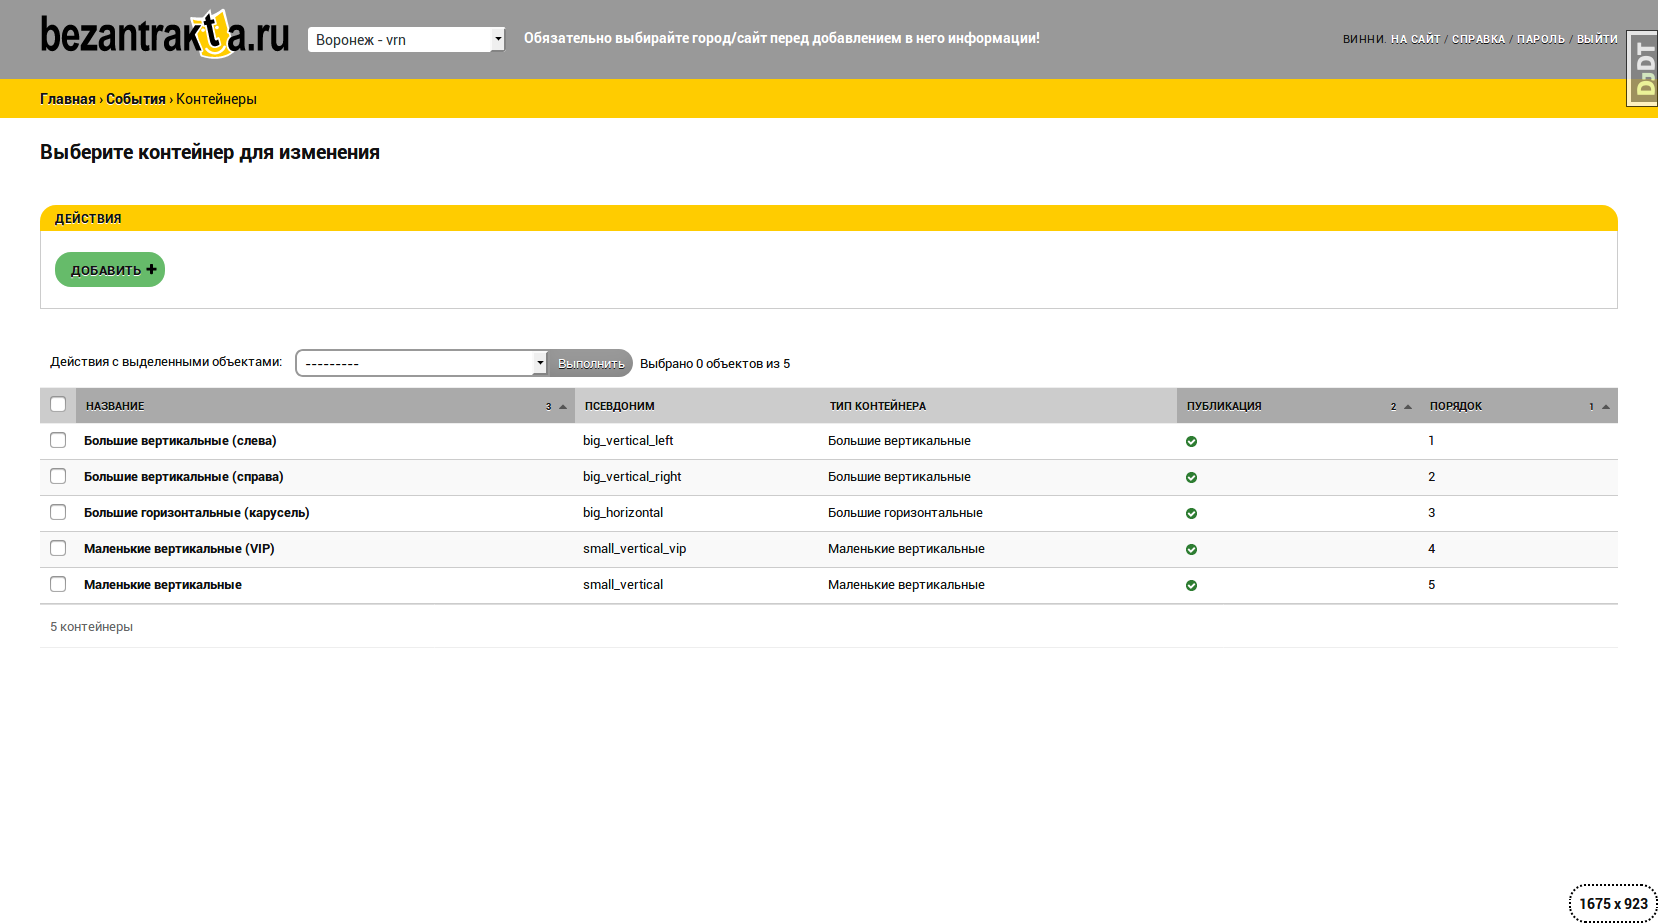 bezantrakta.ru
Воронеж - vrn
Обязательно выбирайте город/сайт перед добавлением в него информации!
ВИННИ. НА САЙТ / СПРАВКА / ПАРОЛЬ / ВЫЙТИ
DjDT
Главная › События › Контейнеры
Выберите контейнер для изменения
ДЕЙСТВИЯ
ДОБАВИТЬ
Действия с выделенными объектами: --------- Выполнить Выбрано 0 объектов из 5
НАЗВАНИЕ 3 ПСЕВДОНИМ ТИП КОНТЕЙНЕРА ПУБЛИКАЦИЯ 2 ПОРЯДОК 1
Большие вертикальные (слева) big_vertical_left Большие вертикальные 1
Большие вертикальные (справа) big_vertical_right Большие вертикальные 2
Большие горизонтальные (карусель) big_horizontal Большие горизонтальные 3
Маленькие вертикальные (VIP) small_vertical_vip Маленькие вертикальные 4
Маленькие вертикальные small_vertical Маленькие вертикальные 5
5 контейнеры
1675 x 923